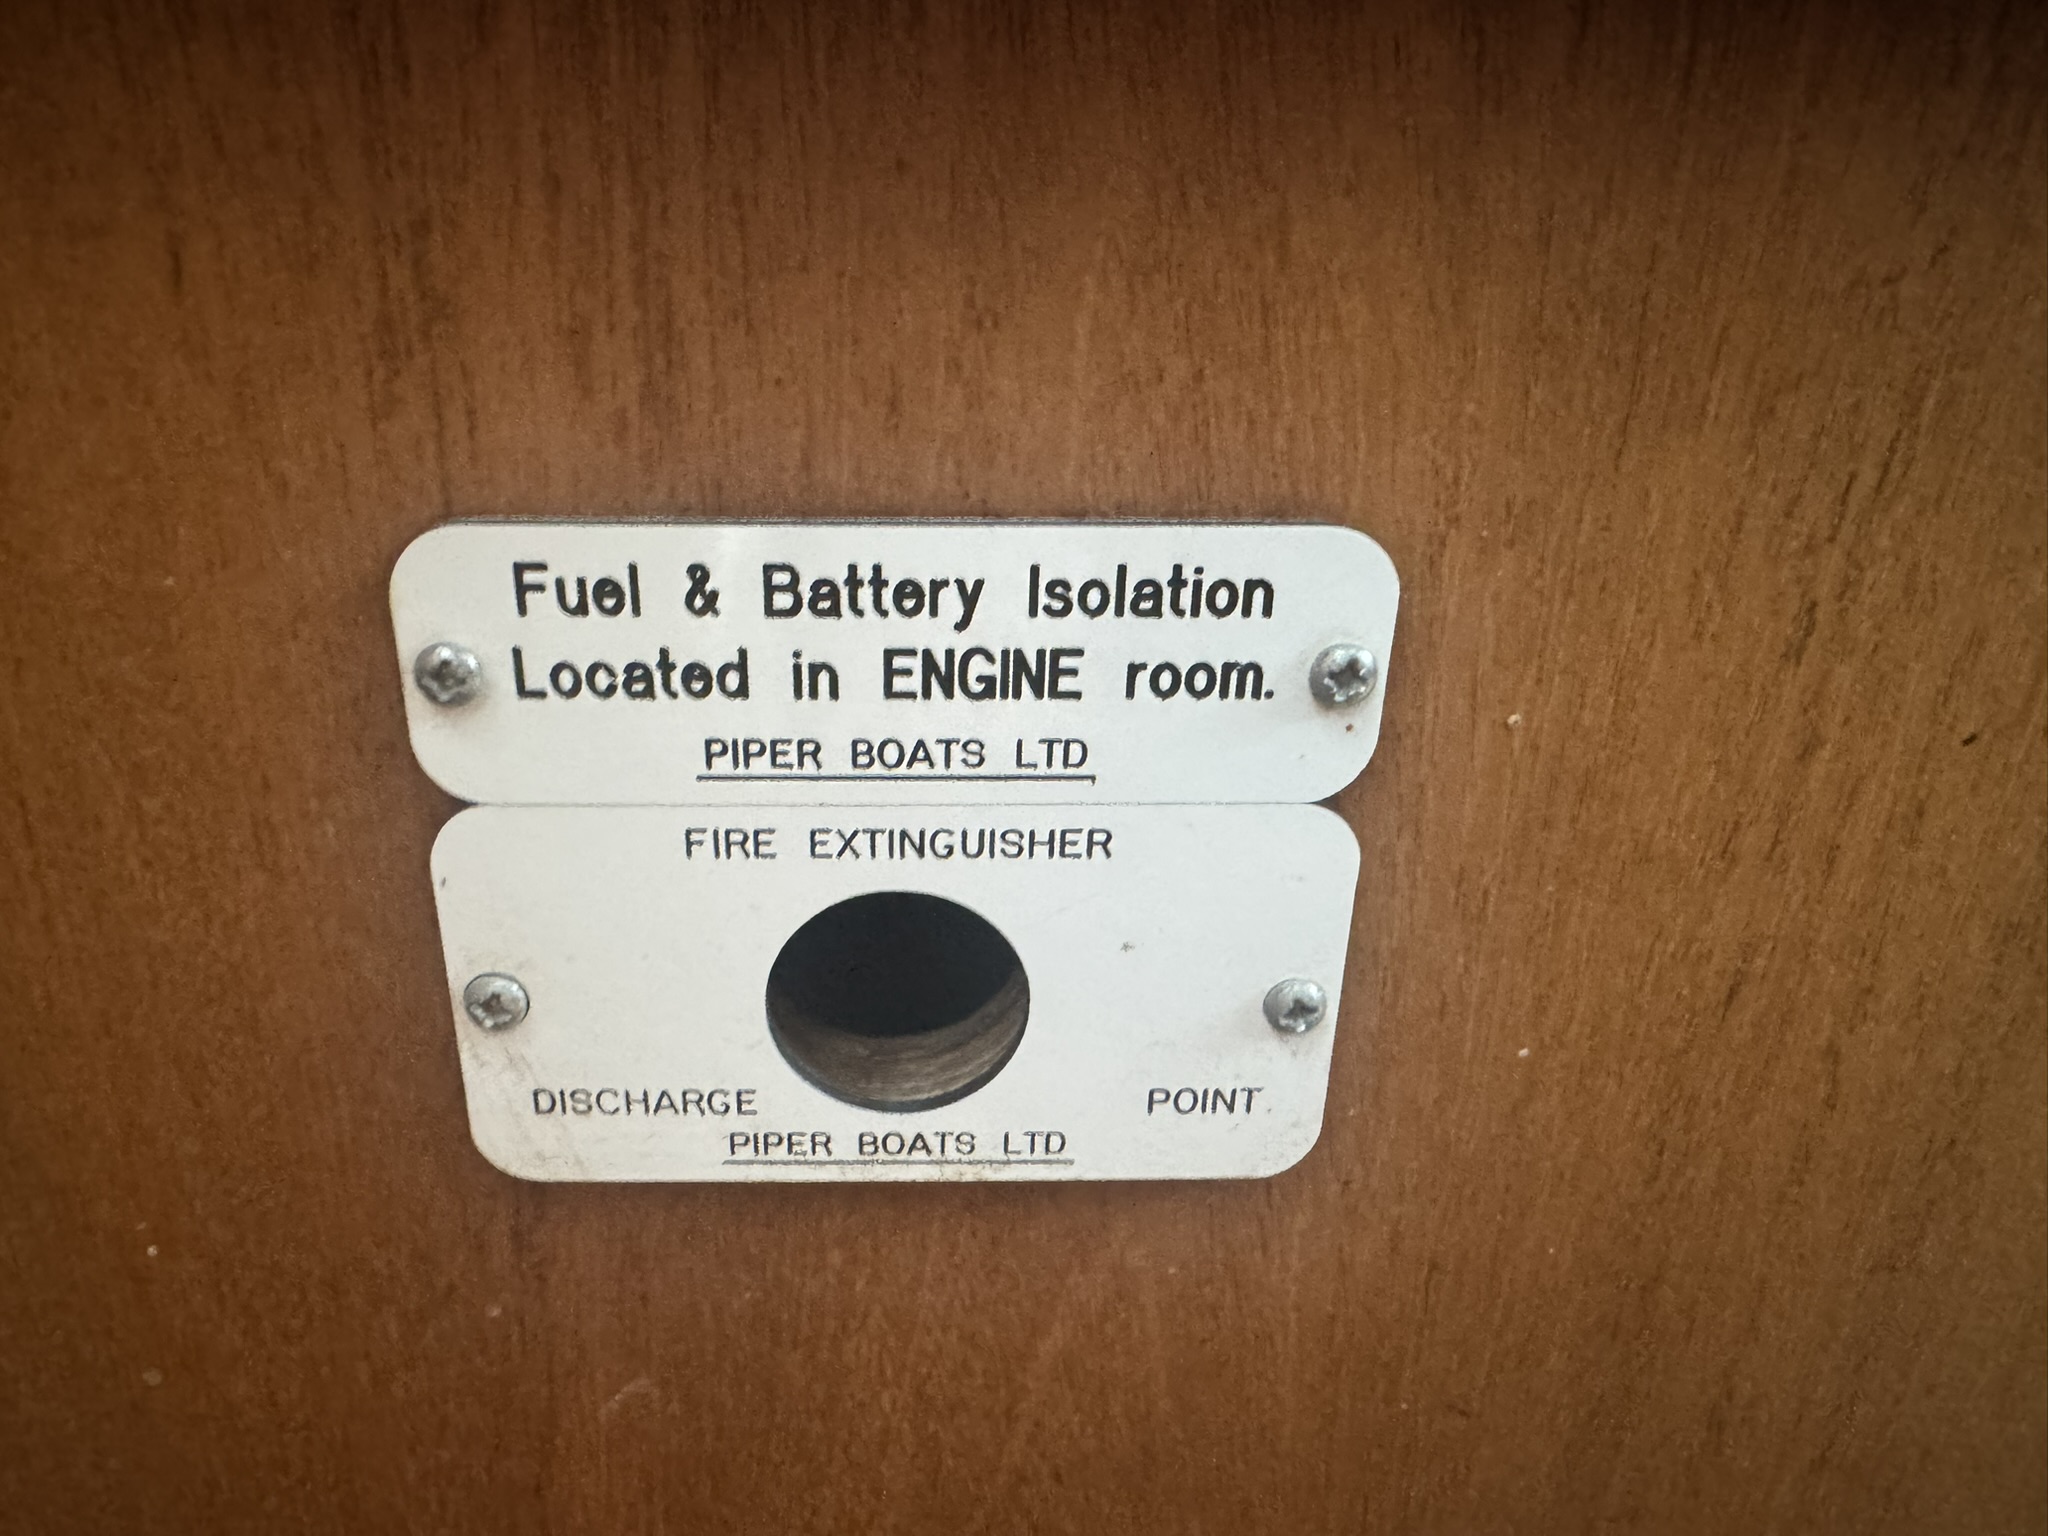 Fuel & Battery Isolation
Located in ENGINE room.
PIPER BOATS LTD
FIRE EXTINGUISHER
DISCHARGE POINT.
PIPER BOATS LTD